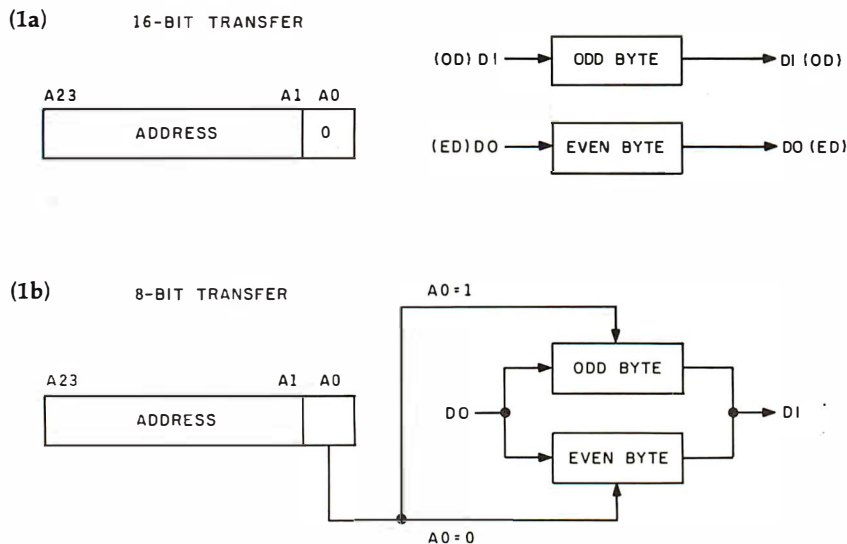 (1a) 16-BIT TRANSFER
(OD) DI ODD BYTE DI (OD)
A23 A1 A0
ADDRESS 0
(ED) DO EVEN BYTE DO (ED)
(1b) 8-BIT TRANSFER
A0=1
A23 A1 A0
ODD BYTE
ADDRESS
DO DI
EVEN BYTE
A0=0